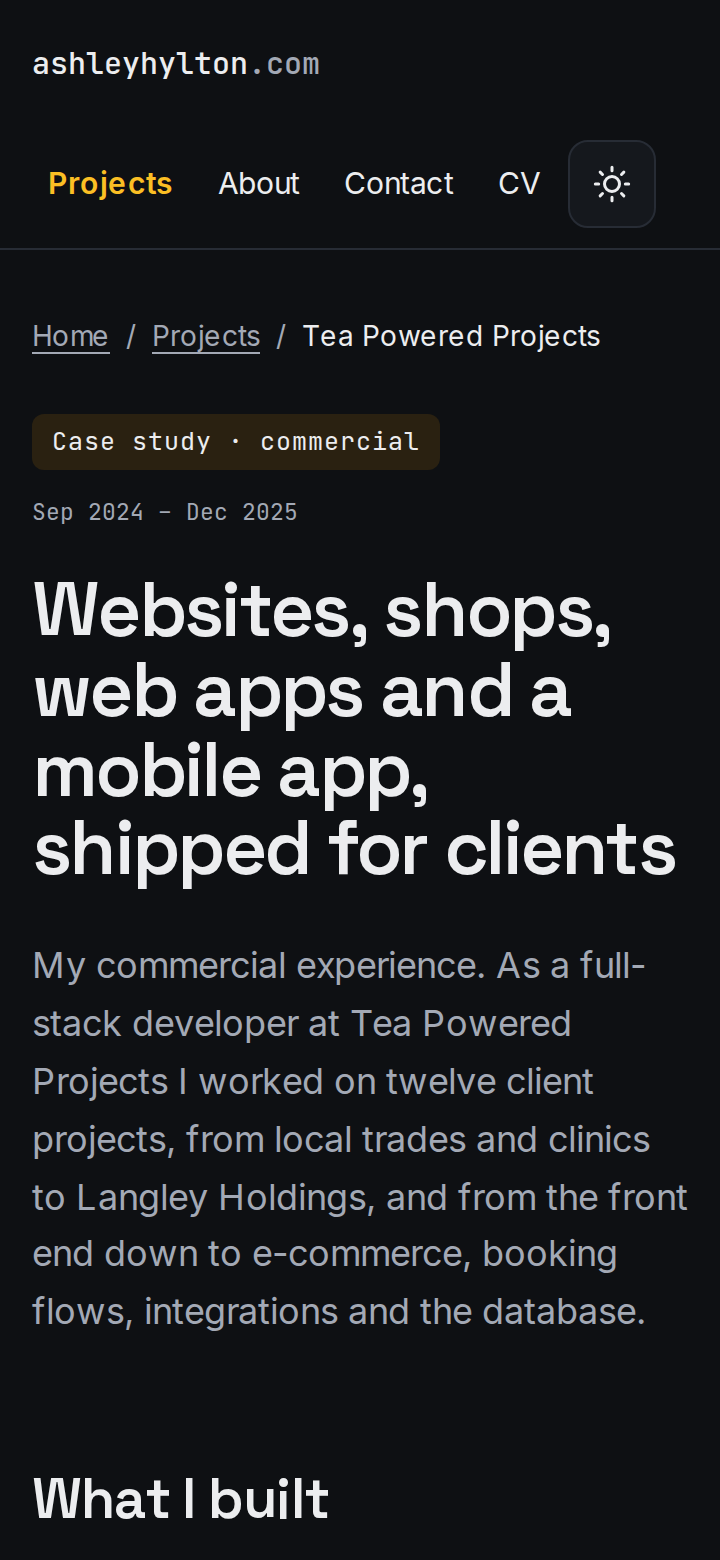 ashleyhylton.com
Projects About Contact CV
Home / Projects / Tea Powered Projects
Case study · commercial
Sep 2024 – Dec 2025
Websites, shops,
web apps and a
mobile app,
shipped for clients
My commercial experience. As a full-
stack developer at Tea Powered
Projects I worked on twelve client
projects, from local trades and clinics
to Langley Holdings, and from the front
end down to e-commerce, booking
flows, integrations and the database.
What I built